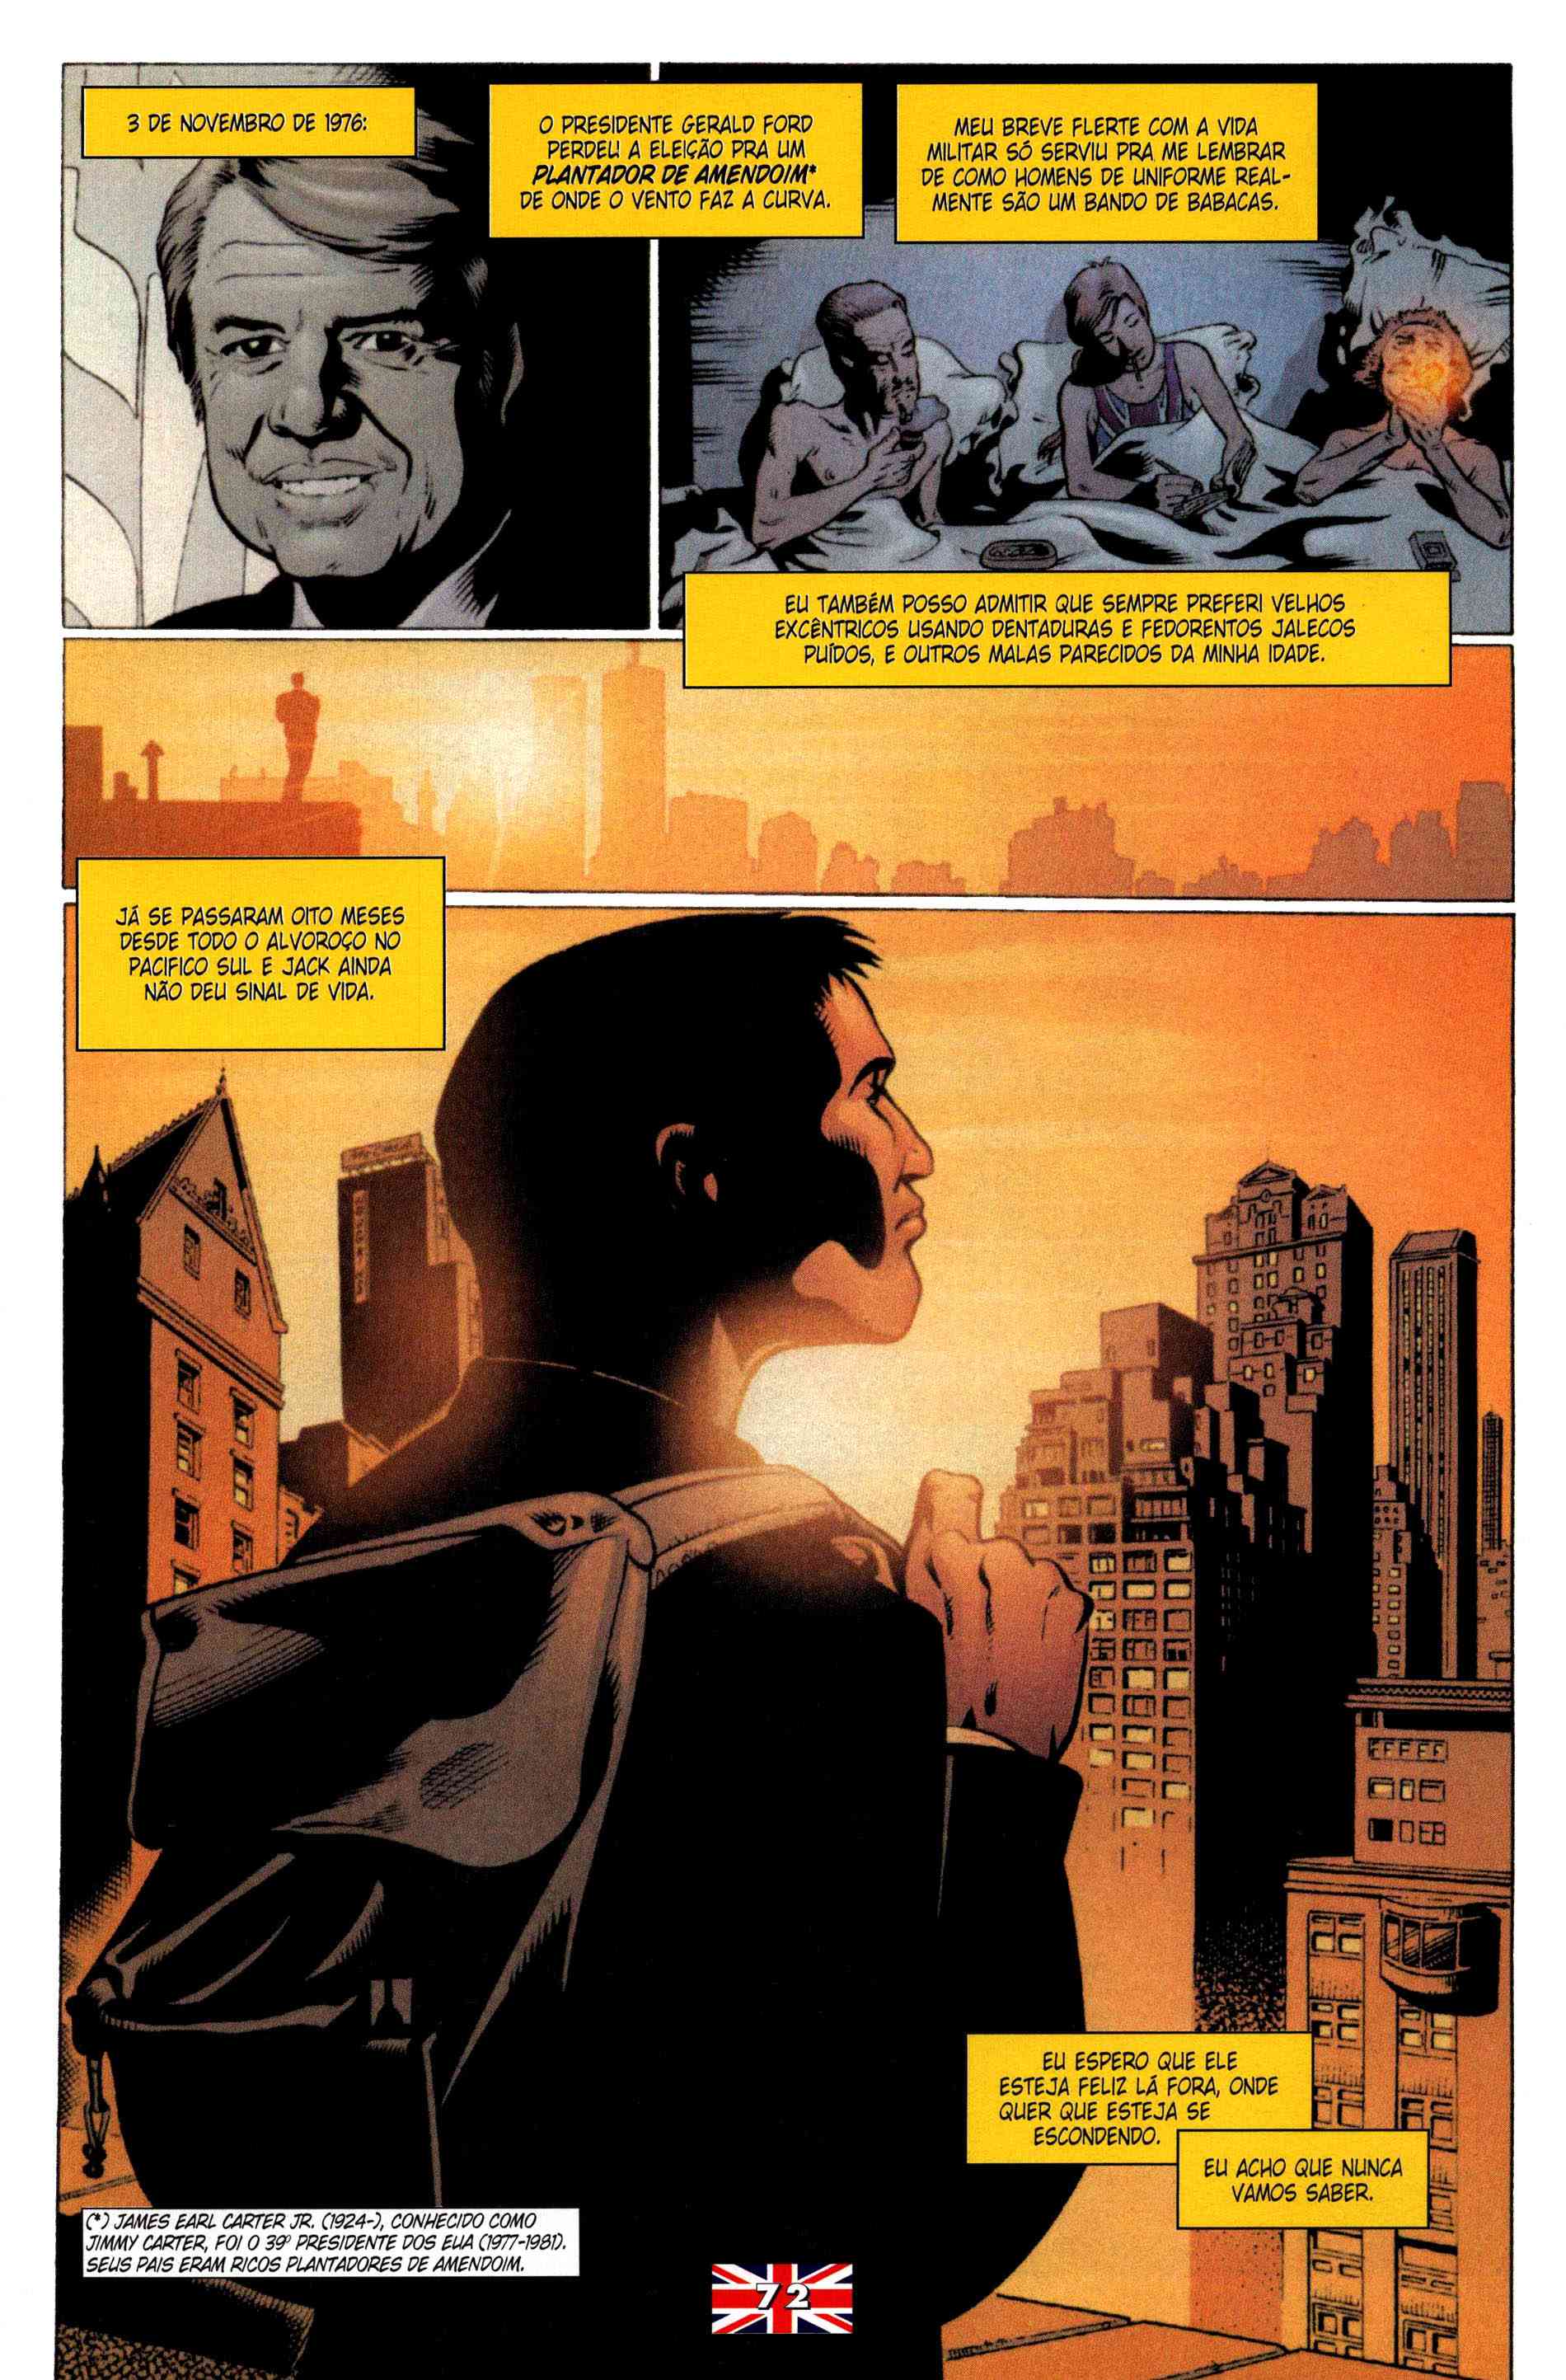 3 DE NOVEMBRO DE 1976:
O PRESIDENTE GERALD FORD
PERDEU A ELEIÇÃO PRA UM
PLANTADOR DE AMENDOIM*
DE ONDE O VENTO FAZ A CURVA.
MEU BREVE FLERTE COM A VIDA
MILITAR SÓ SERVIU PRA ME LEMBRAR
DE COMO HOMENS DE UNIFORME REAL-
MENTE SÃO UM BANDO DE BABACAS.
EU TAMBÉM POSSO ADMITIR QUE SEMPRE PREFERI VELHOS
EXCÊNTRICOS USANDO DENTADURAS E FEDORENTOS JALECOS
PUÍDOS, E OUTROS MALAS PARECIDOS DA MINHA IDADE.
JÁ SE PASSARAM OITO MESES
DESDE TODO O ALVOROÇO NO
PACIFICO SUL E JACK AINDA
NÃO DEU SINAL DE VIDA.
EU ESPERO QUE ELE
ESTEJA FELIZ LÁ FORA, ONDE
QUER QUE ESTEJA SE
ESCONDENDO.
EU ACHO QUE NUNCA
VAMOS SABER.
(*) JAMES EARL CARTER JR. (1924-), CONHECIDO COMO
JIMMY CARTER, FOI O 39º PRESIDENTE DOS EUA (1977-1981).
SEUS PAIS ERAM RICOS PLANTADORES DE AMENDOIM.
72